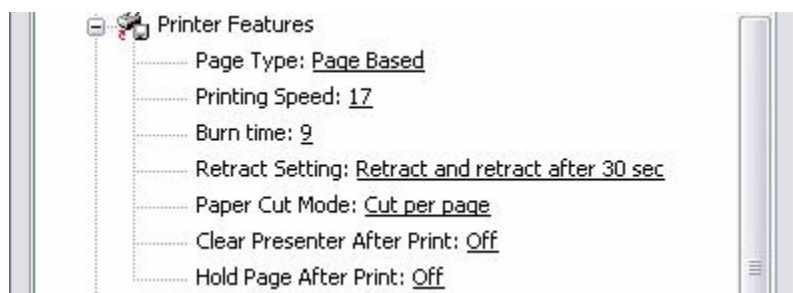 Printer Features
Page Type: Page Based
Printing Speed: 17
Burn time: 9
Retract Setting: Retract and retract after 30 sec
Paper Cut Mode: Cut per page
Clear Presenter After Print: Off
Hold Page After Print: Off